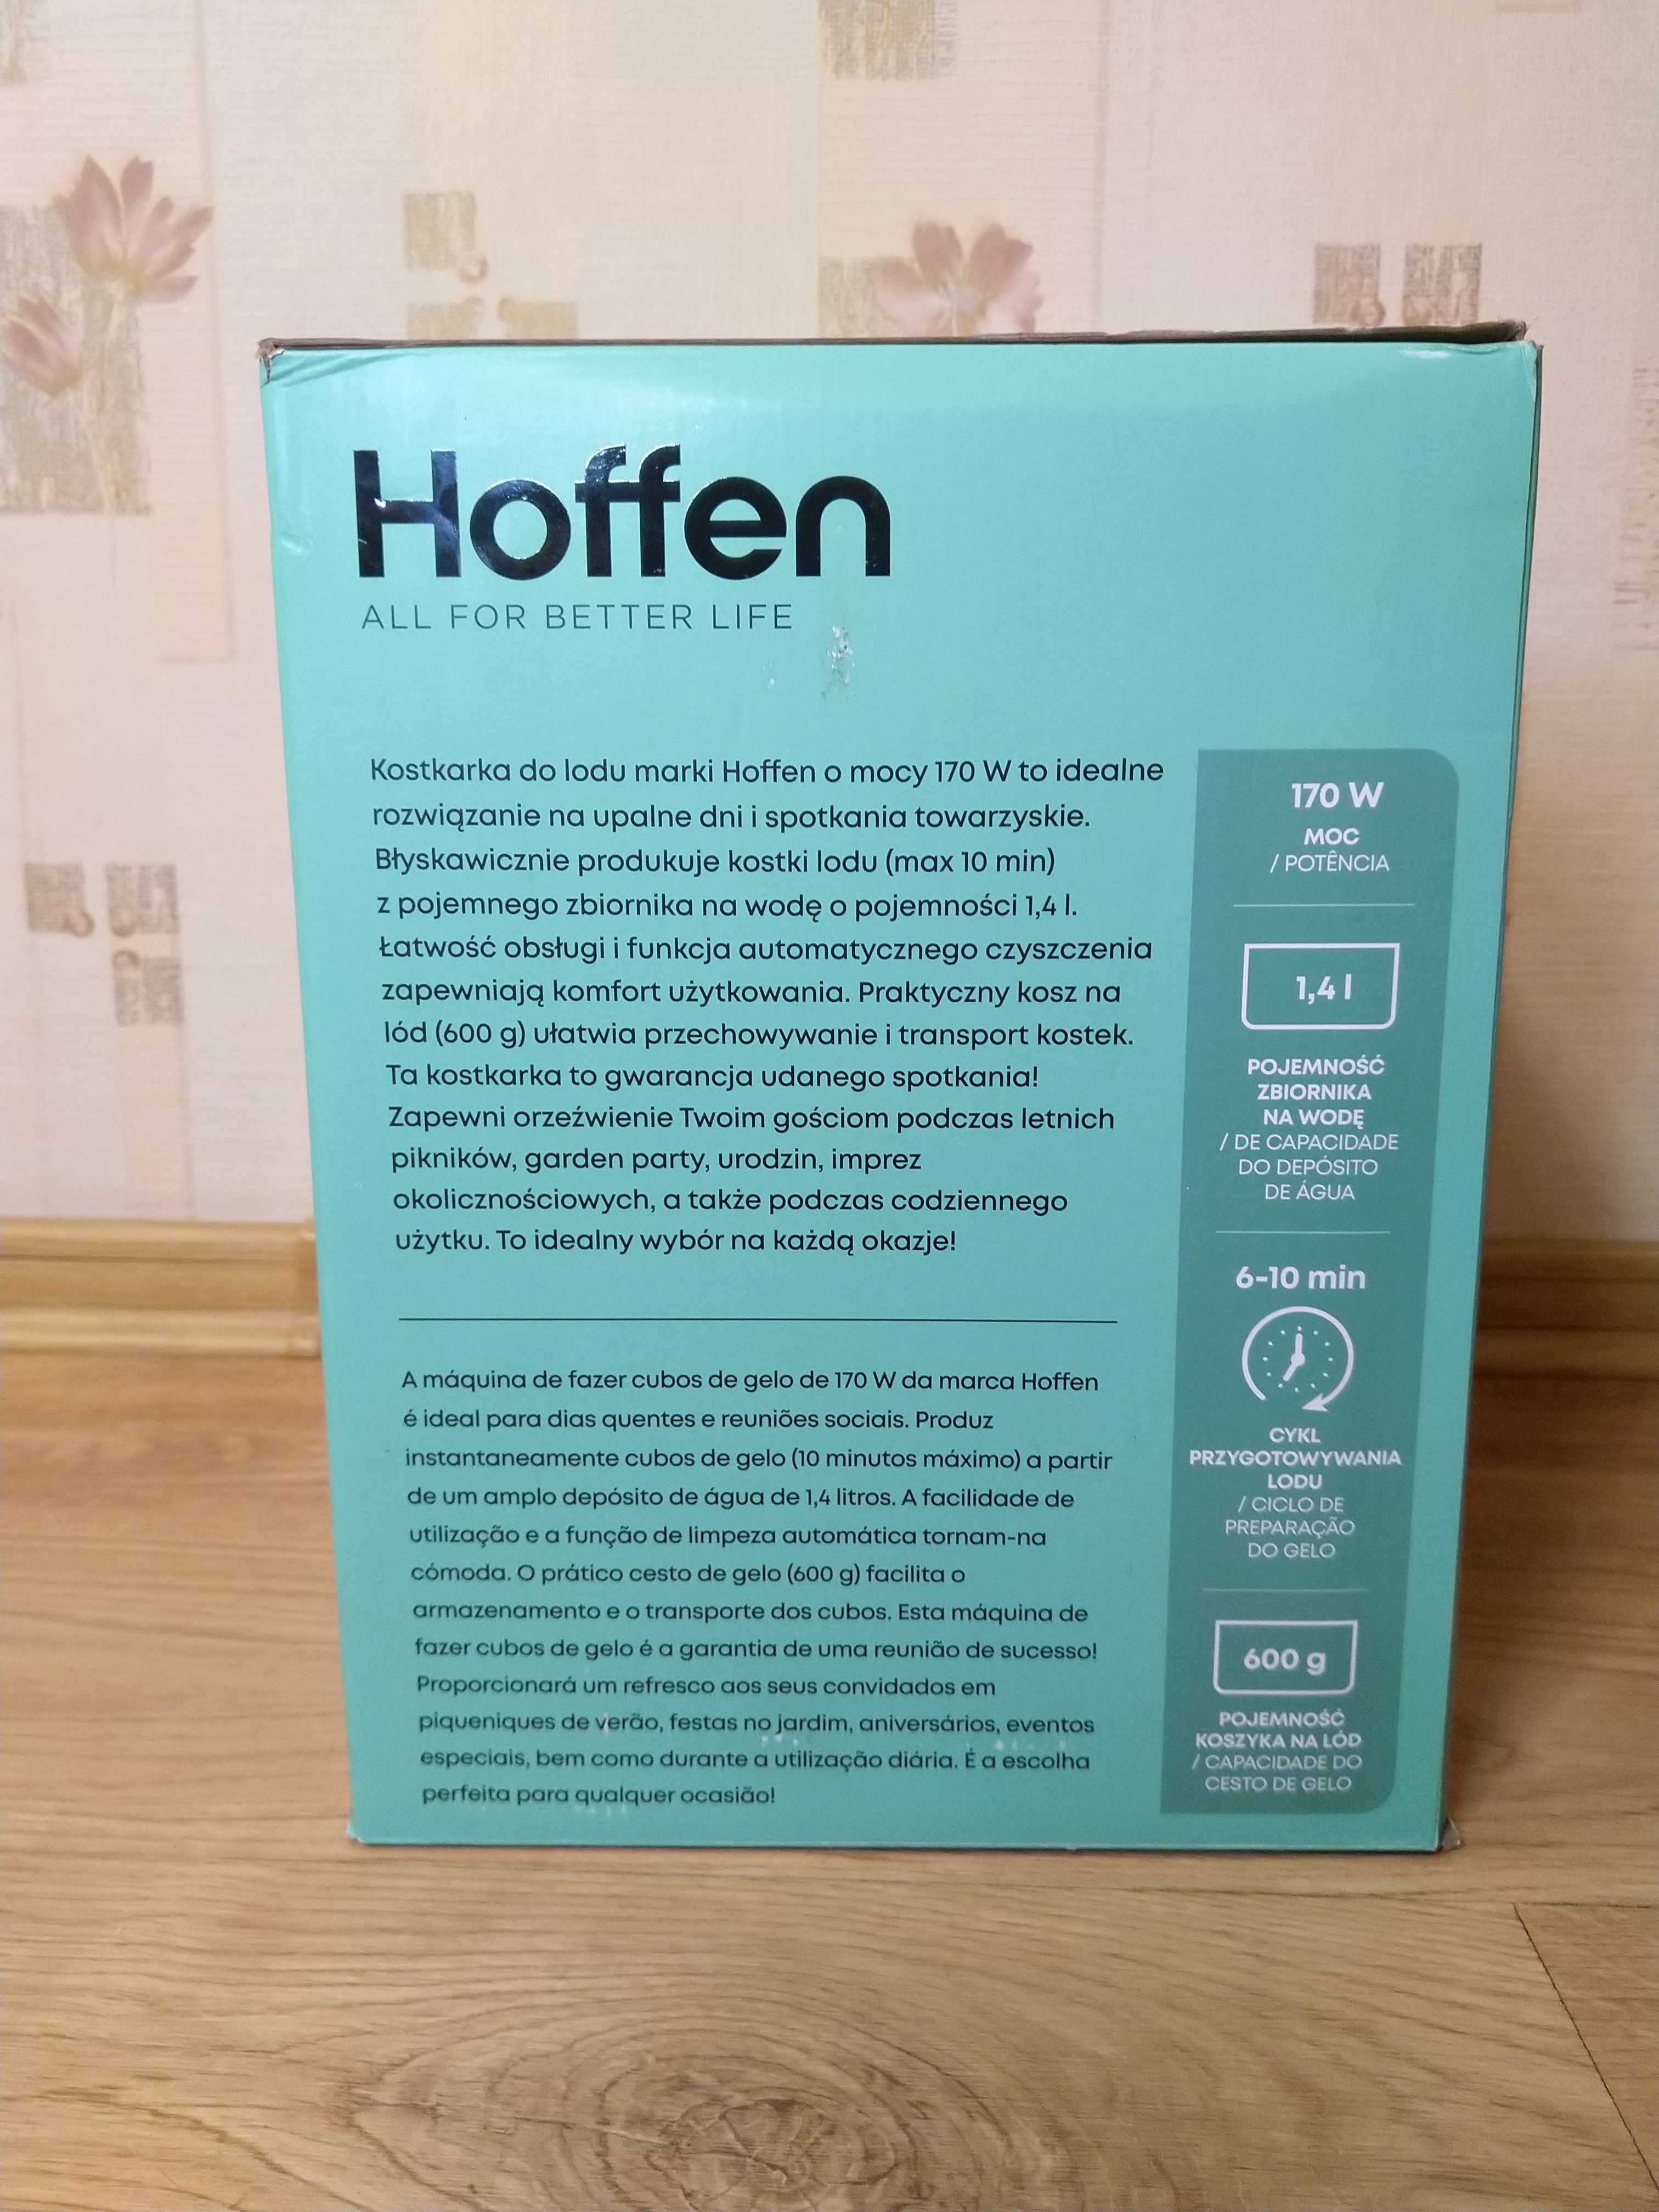 Hoffen
ALL FOR BETTER LIFE
Kostkarka do lodu marki Hoffen o mocy 170 W to idealne
rozwiązanie na upalne dni i spotkania towarzyskie.
Błyskawicznie produkuje kostki lodu (max 10 min)
z pojemnego zbiornika na wodę o pojemności 1,4 l.
Łatwość obsługi i funkcja automatycznego czyszczenia
zapewniają komfort użytkowania. Praktyczny kosz na
lód (600 g) ułatwia przechowywanie i transport kostek.
Ta kostkarka to gwarancja udanego spotkania!
Zapewni orzeźwienie Twoim gościom podczas letnich
pikników, garden party, urodzin, imprez
okolicznościowych, a także podczas codziennego
użytku. To idealny wybór na każdą okazje!
A máquina de fazer cubos de gelo de 170 W da marca Hoffen
é ideal para dias quentes e reuniões sociais. Produz
instantaneamente cubos de gelo (10 minutos máximo) a partir
de um amplo depósito de água de 1,4 litros. A facilidade de
utilização e a função de limpeza automática tornam-na
cómoda. O prático cesto de gelo (600 g) facilita o
armazenamento e o transporte dos cubos. Esta máquina de
fazer cubos de gelo é a garantia de uma reunião de sucesso!
Proporcionará um refresco aos seus convidados em
piqueniques de verão, festas no jardim, aniversários, eventos
especiais, bem como durante a utilização diária. É a escolha
perfeita para qualquer ocasião!
170 W
MOC
/ POTÊNCIA
1,4 l
POJEMNOŚĆ
ZBIORNIKA
NA WODĘ
/ DE CAPACIDADE
DO DEPÓSITO
DE ÁGUA
6-10 min
CYKL
PRZYGOTOWYWANIA
LODU
/ CICLO DE
PREPARAÇÃO
DO GELO
600 g
POJEMNOŚĆ
KOSZYKA NA LÓD
/ CAPACIDADE DO
CESTO DE GELO